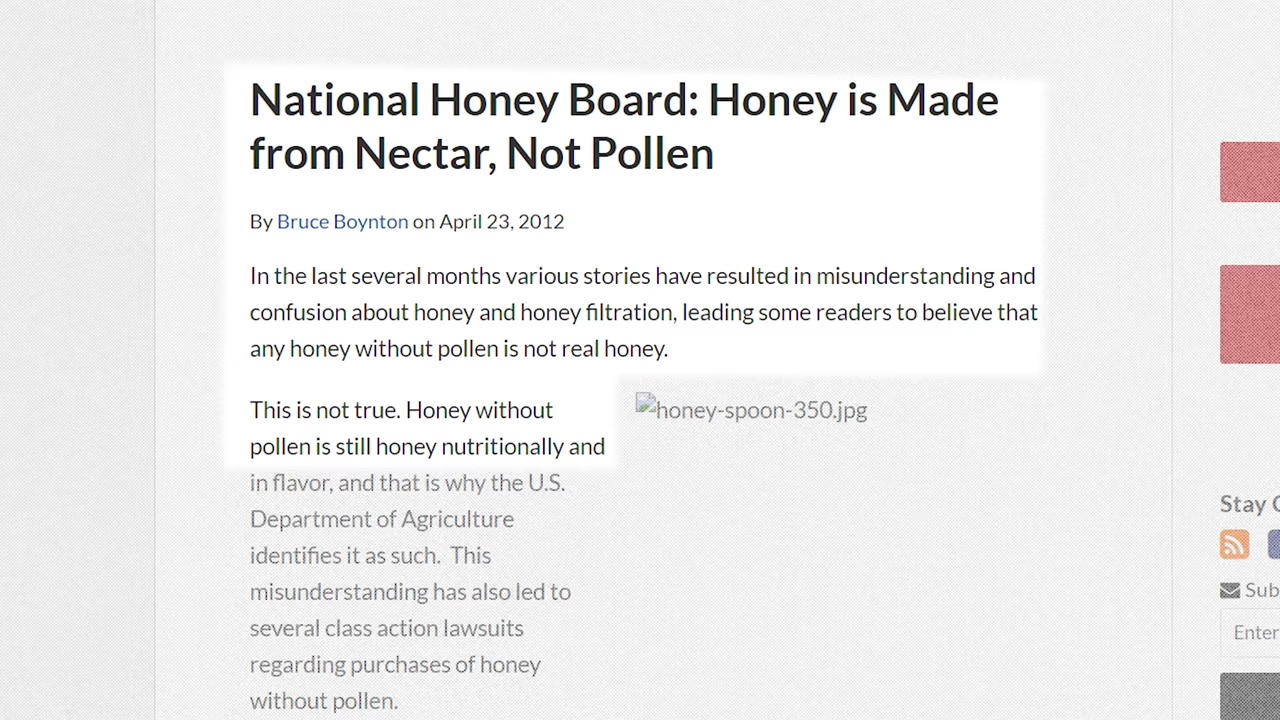 National Honey Board: Honey is Made
from Nectar, Not Pollen
By Bruce Boynton on April 23, 2012
In the last several months various stories have resulted in misunderstanding and
confusion about honey and honey filtration, leading some readers to believe that
any honey without pollen is not real honey.
This is not true. Honey without
pollen is still honey nutritionally and
in flavor, and that is why the U.S.
Department of Agriculture
identifies it as such.  This
misunderstanding has also led to
several class action lawsuits
regarding purchases of honey
without pollen.
honey-spoon-350.jpg
Stay
Sub
Enter